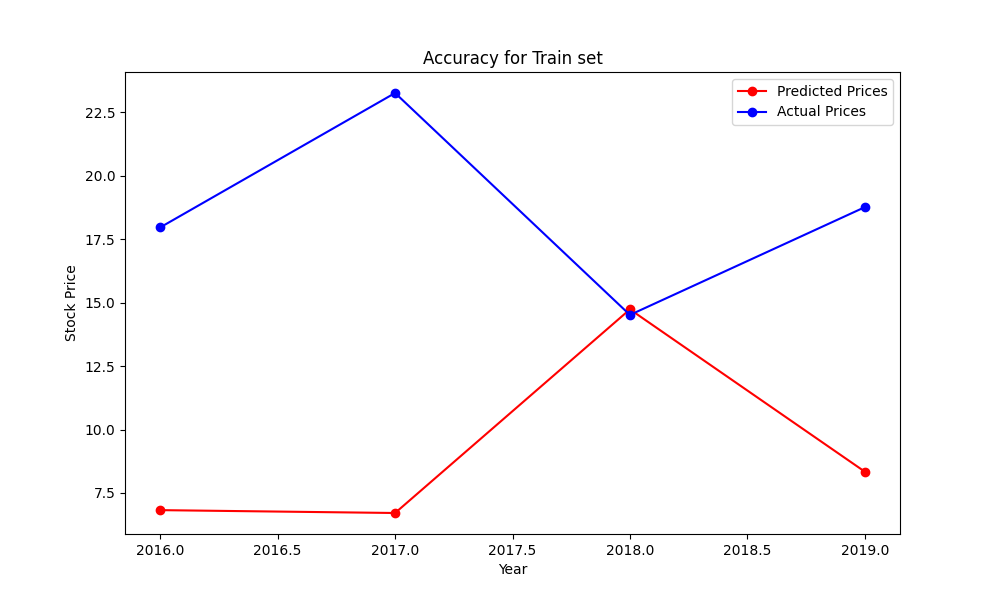 Accuracy for Train set
Predicted Prices
Actual Prices
Stock Price
22.5
20.0
17.5
15.0
12.5
10.0
7.5
2016.0 2016.5 2017.0 2017.5 2018.0 2018.5 2019.0
Year